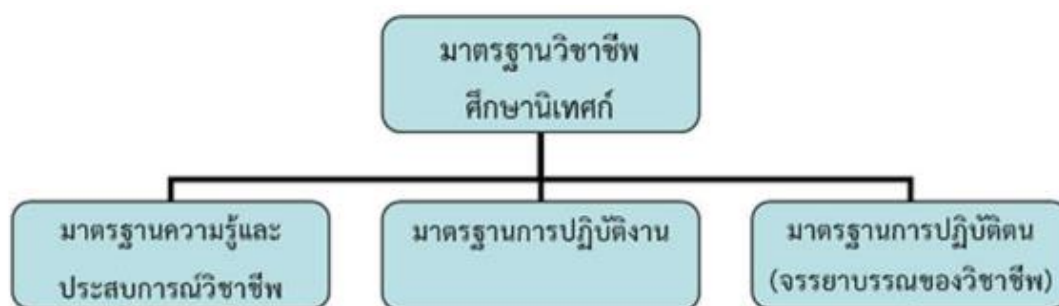 มาตรฐานวิชาชีพ
ศึกษานิเทศก์
มาตรฐานความรู้และ
ประสบการณ์วิชาชีพ
มาตรฐานการปฏิบัติงาน
มาตรฐานการปฏิบัติตน
(จรรยาบรรณของวิชาชีพ)